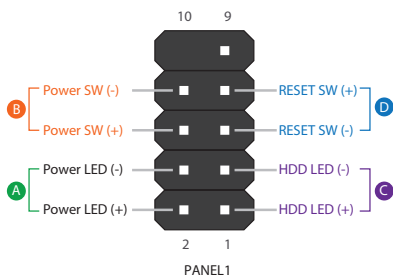 10 9
Power SW (-) RESET SW (+)
B D
Power SW (+) RESET SW (-)
Power LED (-) HDD LED (-)
A C
Power LED (+) HDD LED (+)
2 1
PANEL1